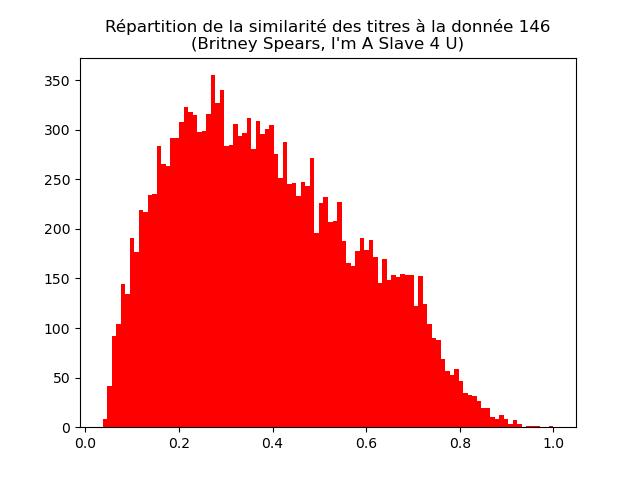 Répartition de la similarité des titres à la donnée 146
(Britney Spears, I'm A Slave 4 U)
350
300
250
200
150
100
50
0
0.0 0.2 0.4 0.6 0.8 1.0